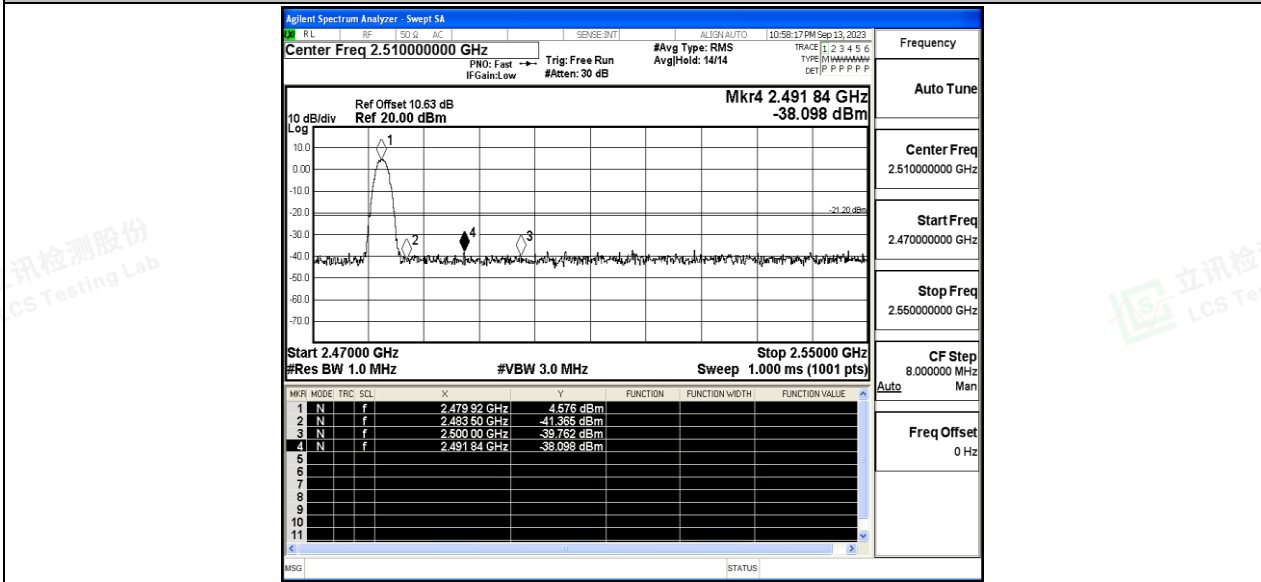 Agilent Spectrum Analyzer - Swept SA
RL RF 50 Ω AC SENSE:INT ALIGN AUTO 10:58:17 PM Sep 13, 2023
Center Freq 2.510000000 GHz
PNO: Fast
IFGain:Low
Trig: Free Run
#Atten: 30 dB
#Avg Type: RMS
Avg|Hold: 14/14
TRACE 1 2 3 4 5 6
TYPE M
DET P P P P P P
Ref Offset 10.63 dB
10 dB/div Ref 20.00 dBm
Log
Mkr4 2.491 84 GHz
-38.098 dBm
10.0
0.00
-10.0
-20.0
-30.0
-40.0
-50.0
-60.0
-70.0
1
2
4
3
-21.20 dBm
Start 2.47000 GHz Stop 2.55000 GHz
#Res BW 1.0 MHz #VBW 3.0 MHz Sweep 1.000 ms (1001 pts)
MKR MODE TRC SCL X Y FUNCTION FUNCTION WIDTH FUNCTION VALUE
1 N f 2.479 92 GHz 4.576 dBm
2 N f 2.483 50 GHz -41.365 dBm
3 N f 2.500 00 GHz -39.762 dBm
4 N f 2.491 84 GHz -38.098 dBm
5
6
7
8
9
10
11
MSG STATUS
Frequency
Auto Tune
Center Freq
2.510000000 GHz
Start Freq
2.470000000 GHz
Stop Freq
2.550000000 GHz
CF Step
8.000000 MHz
Auto Man
Freq Offset
0 Hz
讯检测股份
LCS Testing Lab
立讯检
LCS Tes